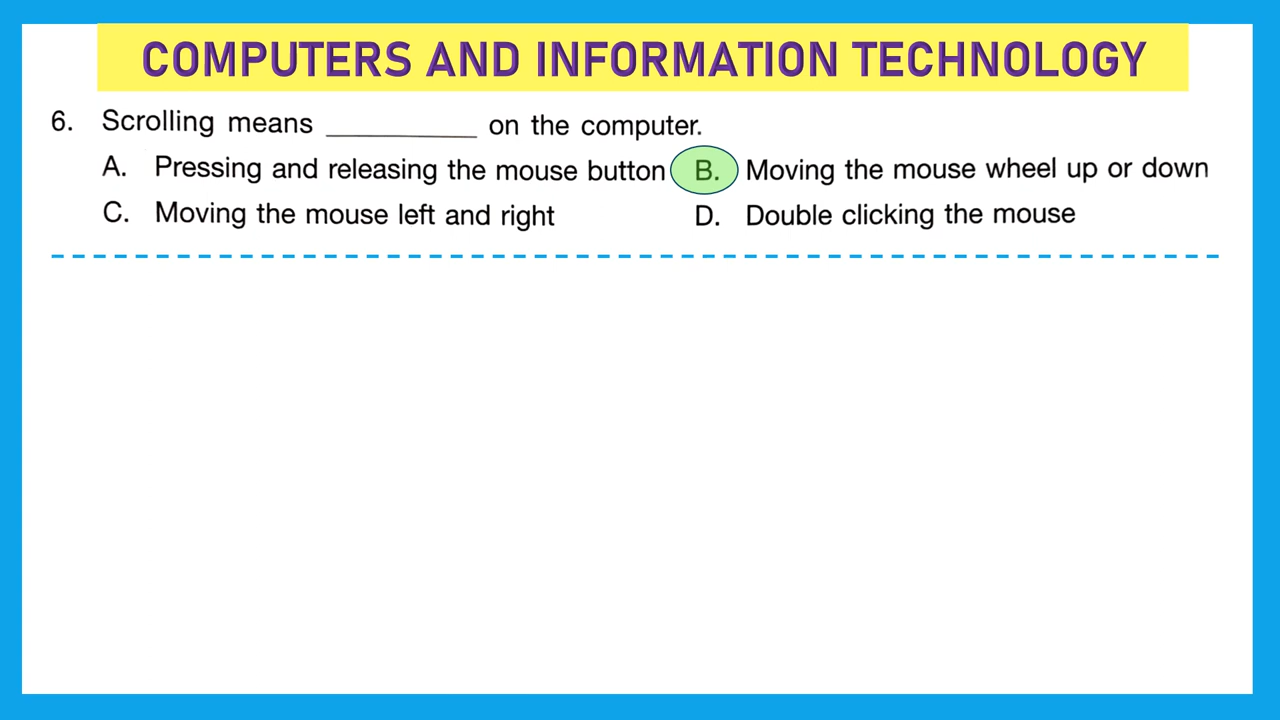 COMPUTERS AND INFORMATION TECHNOLOGY
6. Scrolling means __________ on the computer.
A. Pressing and releasing the mouse button B. Moving the mouse wheel up or down
C. Moving the mouse left and right D. Double clicking the mouse